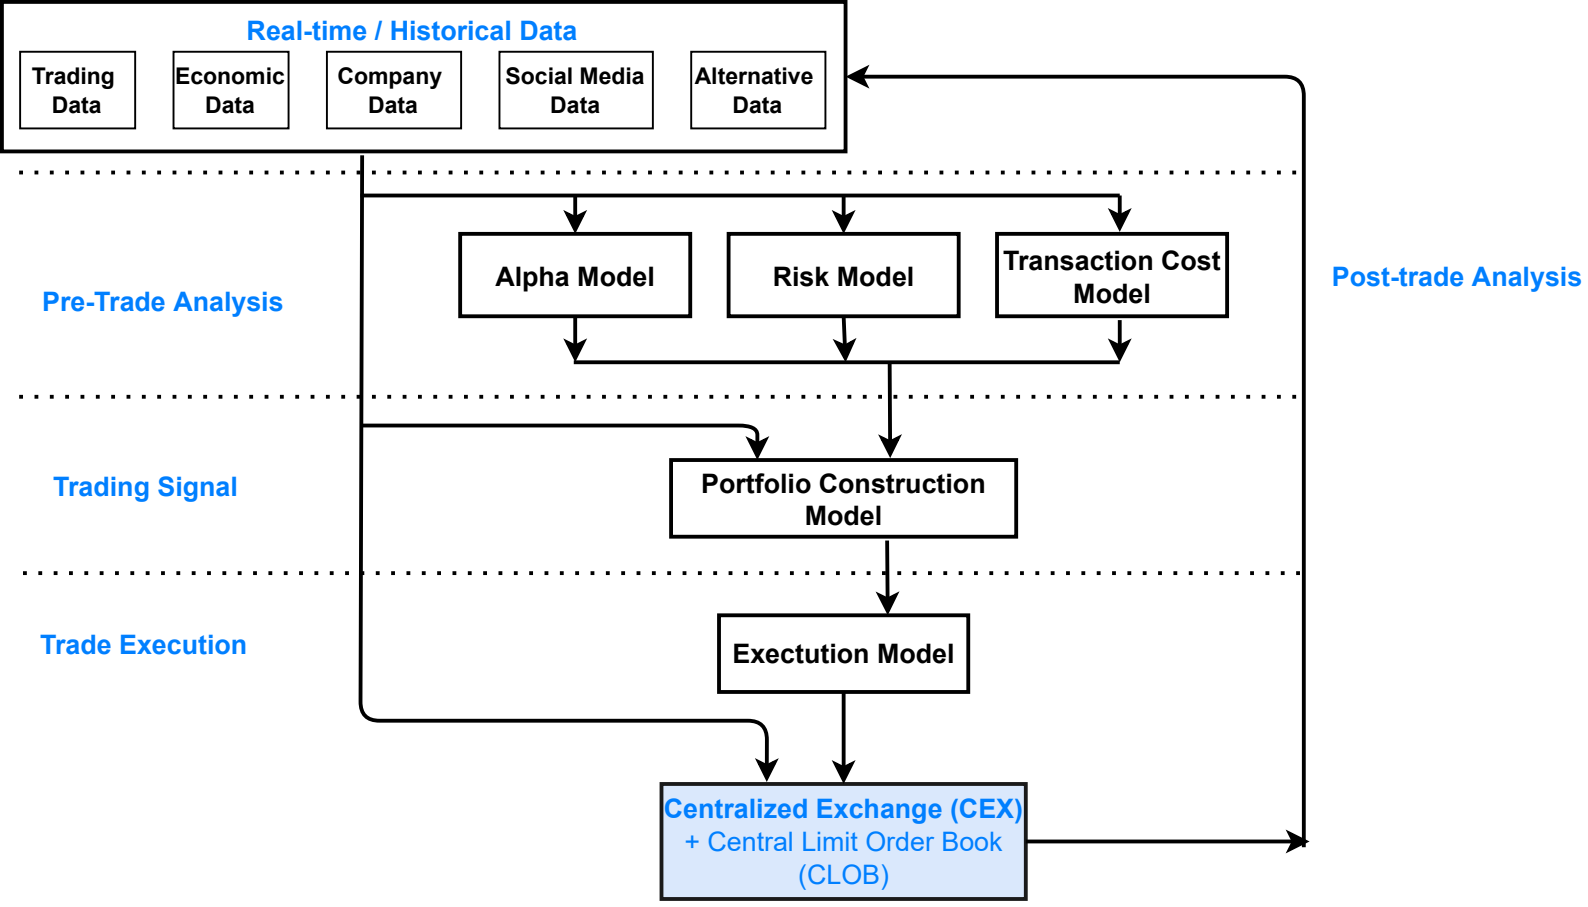 Real-time / Historical Data
Trading
Data
Economic
Data
Company
Data
Social Media
Data
Alternative
Data
Pre-Trade Analysis
Alpha Model
Risk Model
Transaction Cost
Model
Post-trade Analysis
Trading Signal
Portfolio Construction
Model
Trade Execution
Exectution Model
Centralized Exchange (CEX)
+ Central Limit Order Book
(CLOB)